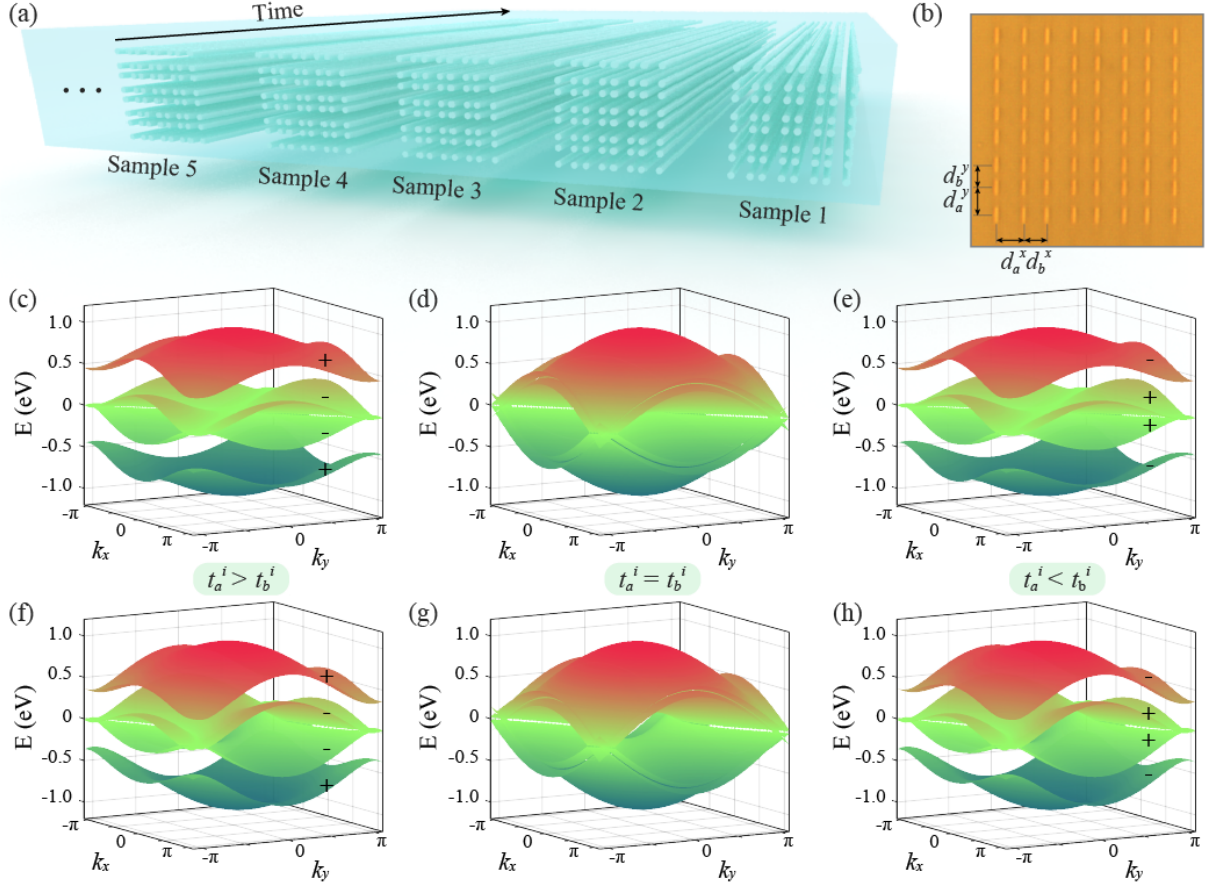 (a)
Time
Sample 5
Sample 4
Sample 3
Sample 2
Sample 1
(b)
d_b^y
d_a^y
d_a^x d_b^x
(c)
E (eV)
1.0
0.5
0
-0.5
-1.0
+
-
-
+
-π
0
π
k_x
-π
0
π
k_y
(d)
E (eV)
1.0
0.5
0
-0.5
-1.0
-π
0
π
k_x
-π
0
π
k_y
(e)
E (eV)
1.0
0.5
0
-0.5
-1.0
-
+
+
-
-π
0
π
k_x
-π
0
π
k_y
t_a^i > t_b^i
t_a^i = t_b^i
t_a^i < t_b^i
(f)
E (eV)
1.0
0.5
0
-0.5
-1.0
+
-
-
+
-π
0
π
k_x
-π
0
π
k_y
(g)
E (eV)
1.0
0.5
0
-0.5
-1.0
-π
0
π
k_x
-π
0
π
k_y
(h)
E (eV)
1.0
0.5
0
-0.5
-1.0
-
+
+
-
-π
0
π
k_x
-π
0
π
k_y